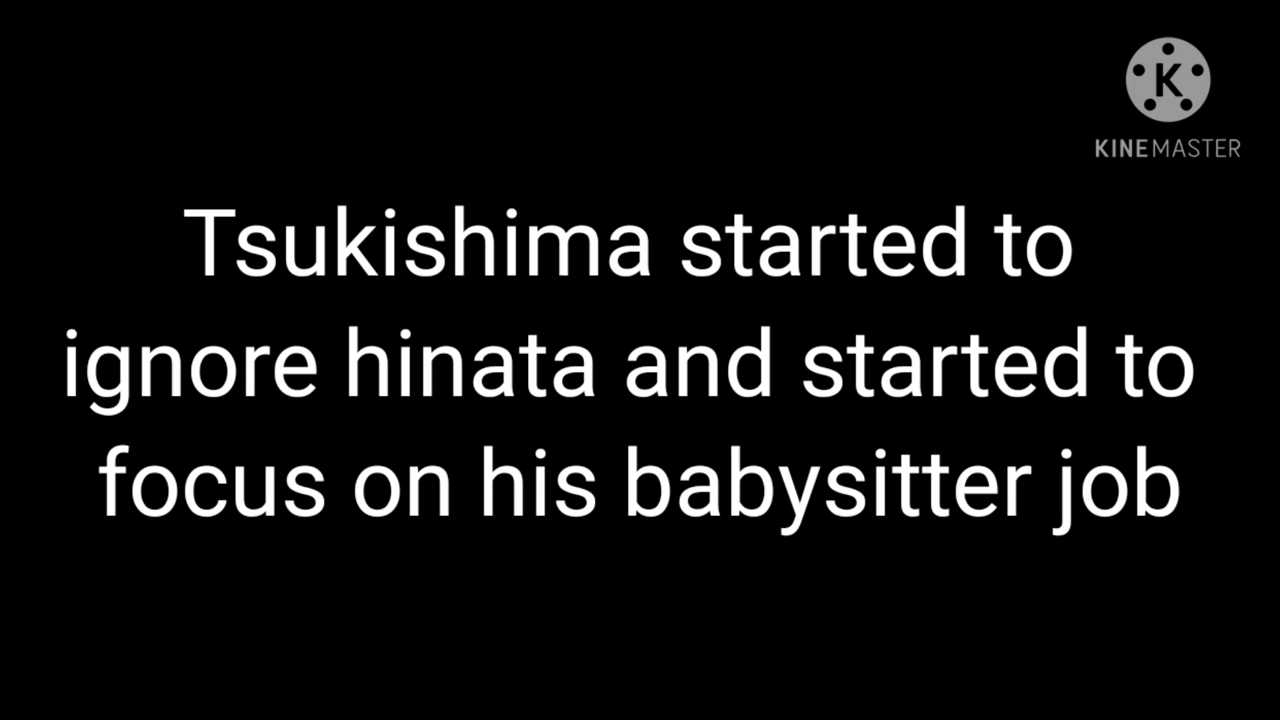 K
KINEMASTER
Tsukishima started to
ignore hinata and started to
focus on his babysitter job